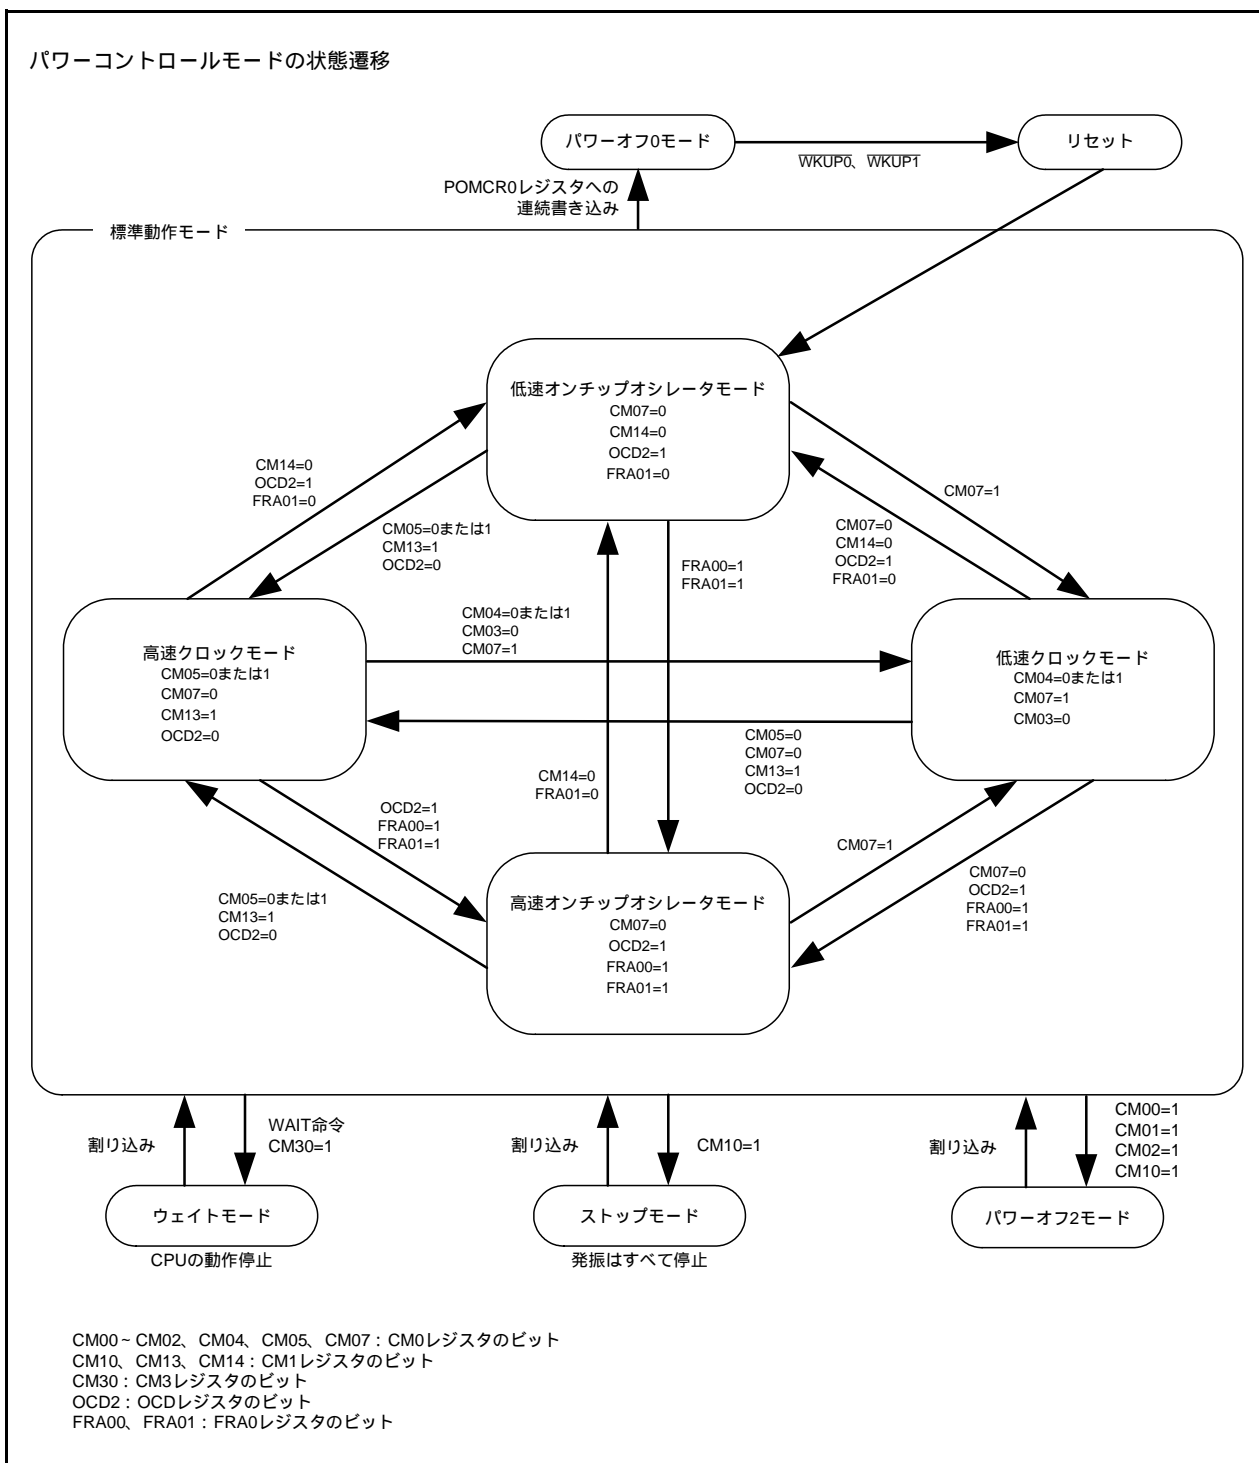 パワーコントロールモードの状態遷移
パワーオフ0モード
リセット
WKUP0、WKUP1
POMCR0レジスタへの
連続書き込み
標準動作モード
低速オンチップオシレータモード
CM07=0
CM14=0
OCD2=1
FRA01=0
CM14=0
OCD2=1
FRA01=0
CM05=0または1
CM13=1
OCD2=0
FRA00=1
FRA01=1
CM07=0
CM14=0
OCD2=1
FRA01=0
CM07=1
高速クロックモード
CM05=0または1
CM07=0
CM13=1
OCD2=0
CM04=0または1
CM03=0
CM07=1
低速クロックモード
CM04=0または1
CM07=1
CM03=0
CM05=0
CM07=0
CM13=1
OCD2=0
CM14=0
FRA01=0
OCD2=1
FRA00=1
FRA01=1
CM05=0または1
CM13=1
OCD2=0
CM07=1
CM07=0
OCD2=1
FRA00=1
FRA01=1
高速オンチップオシレータモード
CM07=0
OCD2=1
FRA00=1
FRA01=1
割り込み
WAIT命令
CM30=1
割り込み
CM10=1
割り込み
CM00=1
CM01=1
CM02=1
CM10=1
ウェイトモード
CPUの動作停止
ストップモード
発振はすべて停止
パワーオフ2モード
CM00~CM02、CM04、CM05、CM07:CM0レジスタのビット
CM10、CM13、CM14:CM1レジスタのビット
CM30:CM3レジスタのビット
OCD2:OCDレジスタのビット
FRA00、FRA01:FRA0レジスタのビット